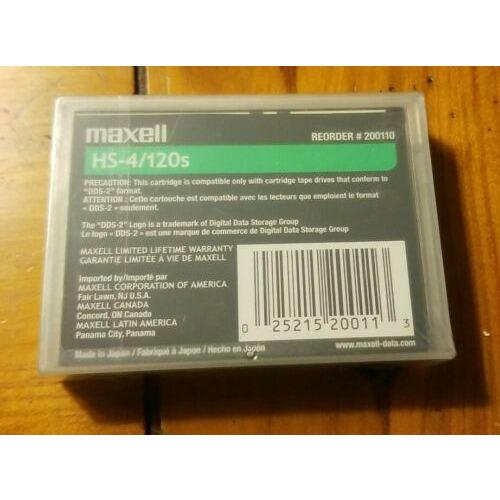 maxell
REORDER # 200110
HS-4/120s
PRECAUTION: This cartridge is compatible only with cartridge tape drives that conform to
"DDS-2" format.
ATTENTION : Cette cartouche est compatible avec les lecteurs que emploient le format
« DDS-2 » seulement.
The "DDS-2" Logo is a trademark of Digital Data Storage Group
Le logo « DDS-2 » est une marque de commerce de Digital Data Storage Group
MAXELL LIMITED LIFETIME WARRANTY
GARANTIE LIMITÉE À VIE DE MAXELL
Imported by/Importé par
MAXELL CORPORATION OF AMERICA
Fair Lawn, NJ U.S.A.
MAXELL CANADA
Concord, ON Canada
MAXELL LATIN AMERICA
Panama City, Panama
0 25215 20011 3
Made in Japan / Fabriqué à Japon / Hecho en Japón
www.maxell-data.com